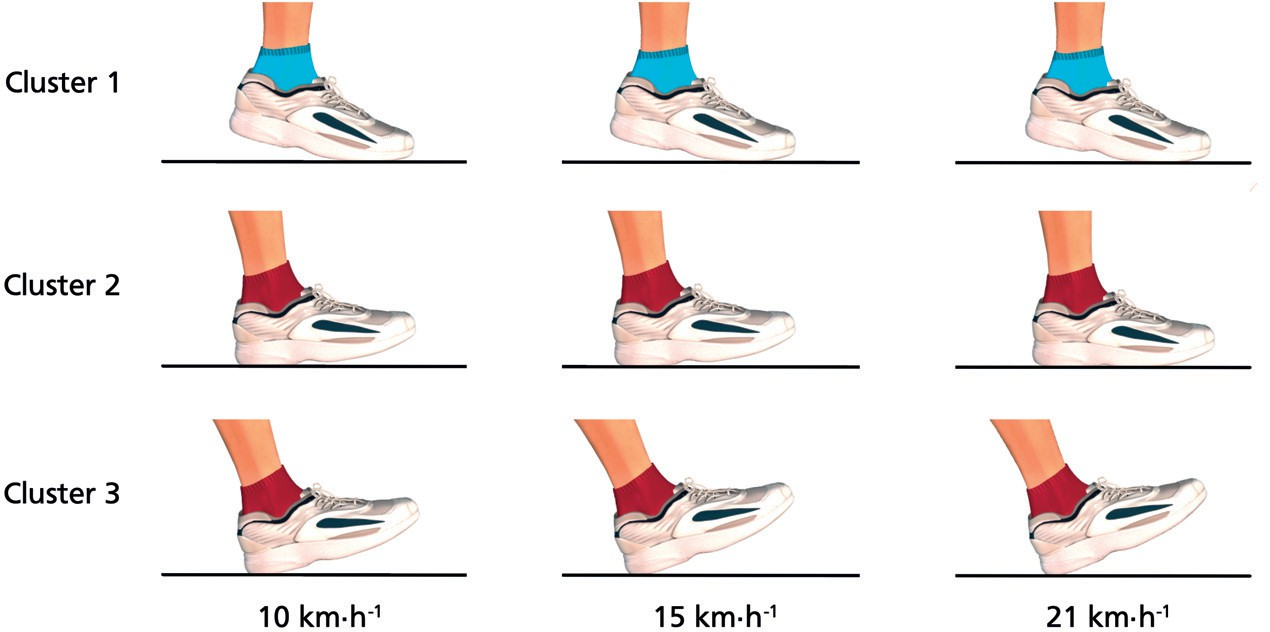 Cluster 1
Cluster 2
Cluster 3
10 km·h⁻¹ 15 km·h⁻¹ 21 km·h⁻¹